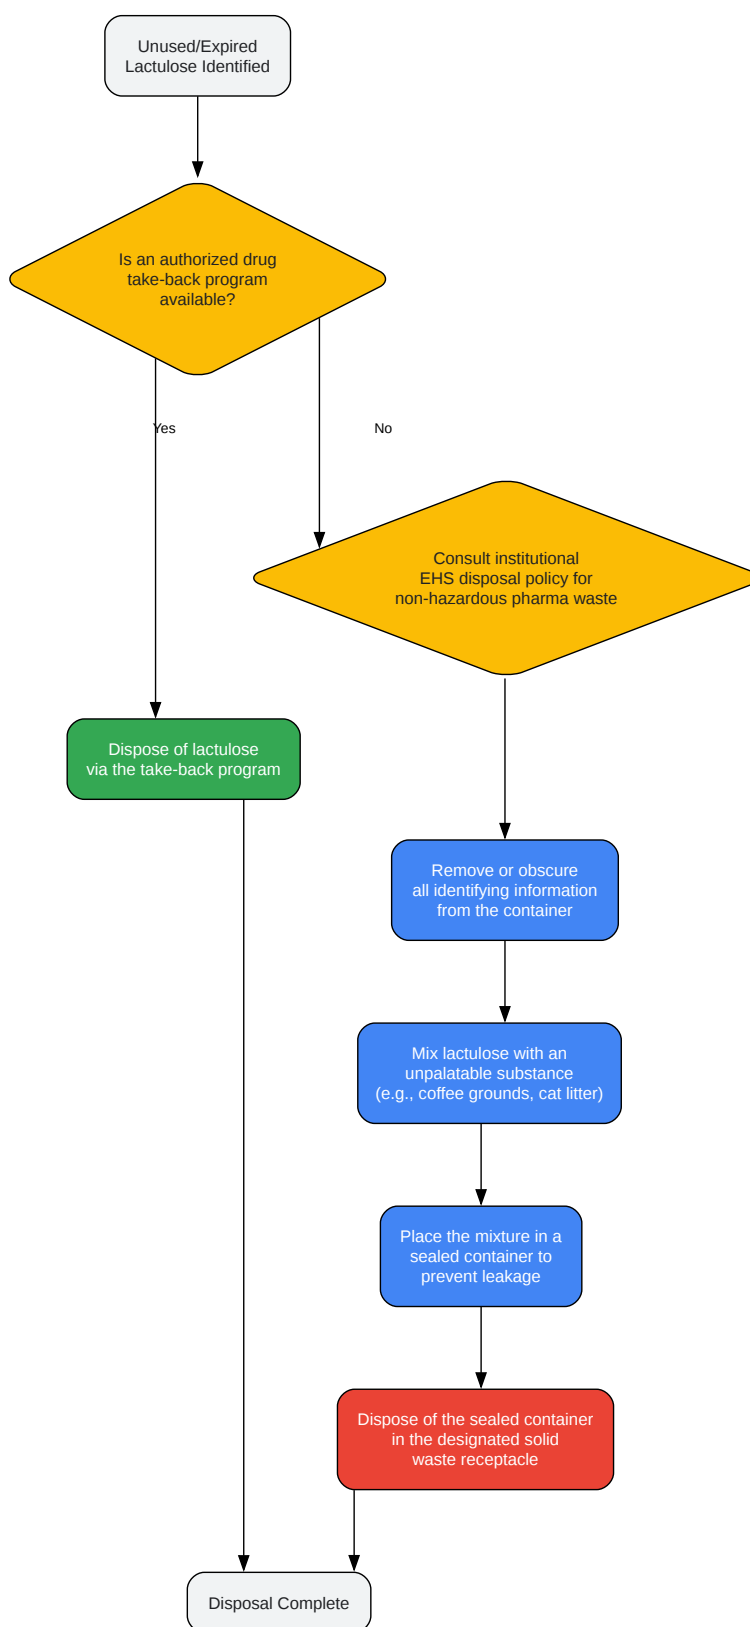 Unused/Expired
Lactulose Identified
Is an authorized drug
take-back program
available?
Yes
No
Consult institutional
EHS disposal policy for
non-hazardous pharma waste
Dispose of lactulose
via the take-back program
Remove or obscure
all identifying information
from the container
Mix lactulose with an
unpalatable substance
(e.g., coffee grounds, cat litter)
Place the mixture in a
sealed container to
prevent leakage
Dispose of the sealed container
in the designated solid
waste receptacle
Disposal Complete